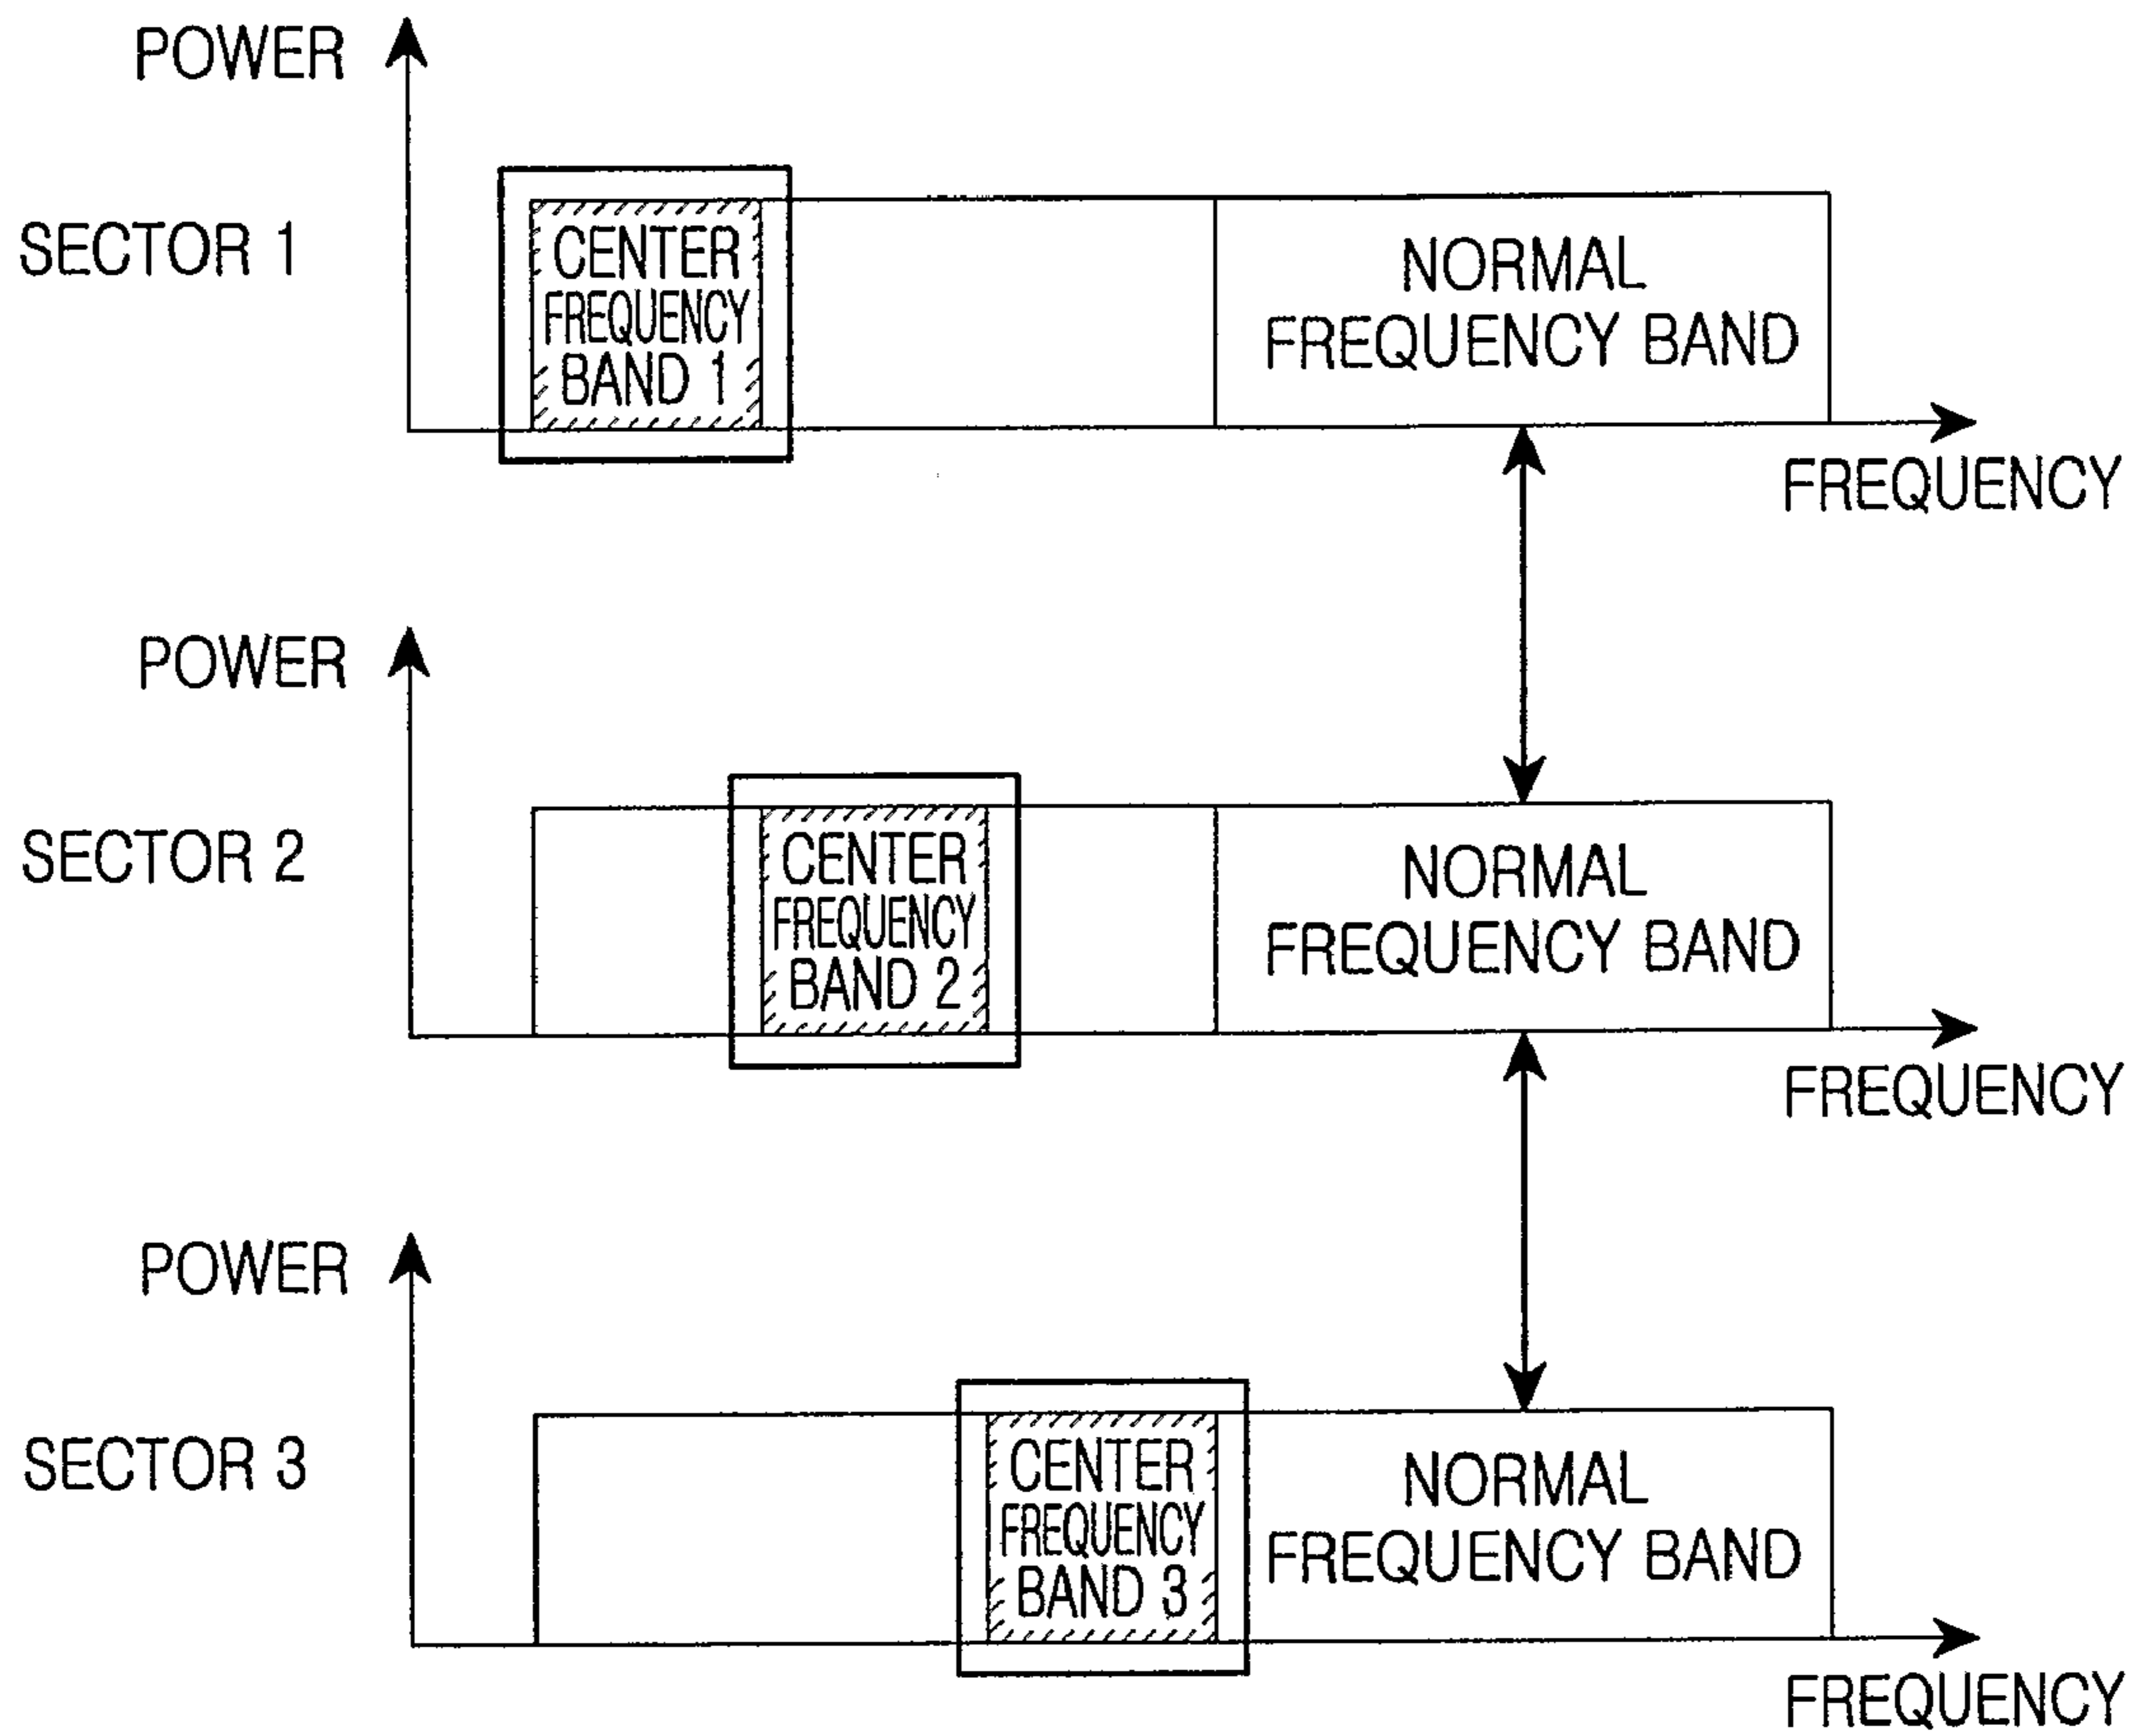 POWER
SECTOR 1
CENTER
FREQUENCY
BAND 1
NORMAL
FREQUENCY BAND
FREQUENCY
POWER
SECTOR 2
CENTER
FREQUENCY
BAND 2
NORMAL
FREQUENCY BAND
FREQUENCY
POWER
SECTOR 3
CENTER
FREQUENCY
BAND 3
NORMAL
FREQUENCY BAND
FREQUENCY